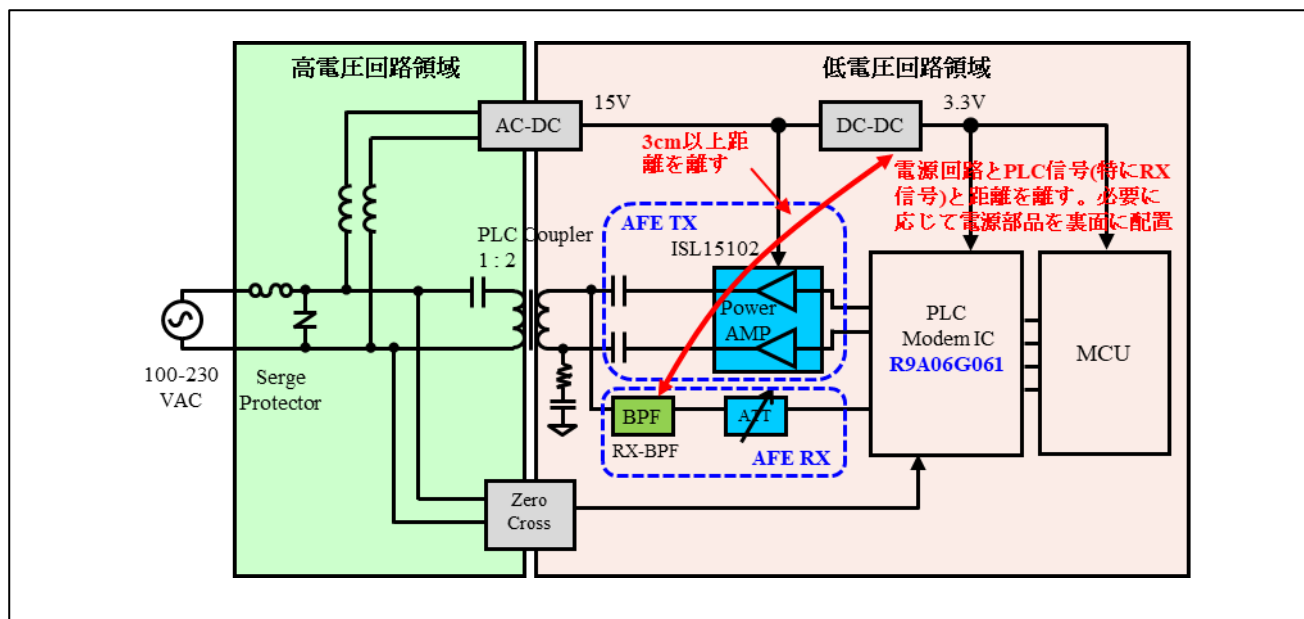 高電圧回路領域
低電圧回路領域
AC-DC
15V
DC-DC
3.3V
3cm以上距
離を離す
電源回路とPLC信号(特にRX
信号)と距離を離す。必要に
応じて電源部品を裏面に配置
AFE TX
PLC Coupler
1 : 2
ISL15102
Power
AMP
PLC
Modem IC
R9A06G061
MCU
100-230
VAC
Serge
Protector
BPF
ATT
RX-BPF
AFE RX
Zero
Cross